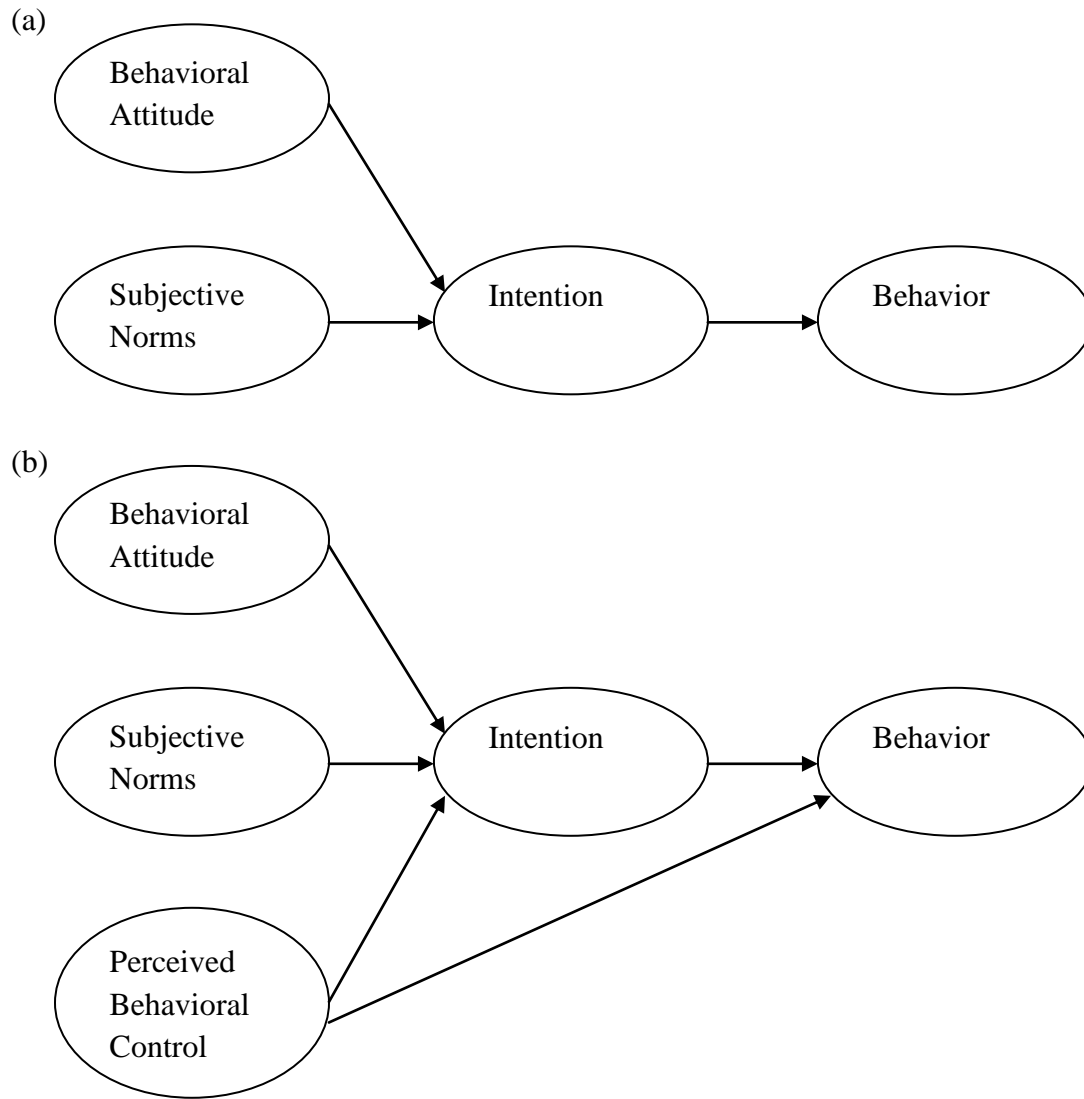 (a)
Behavioral
Attitude
Subjective
Norms
Intention
Behavior
(b)
Behavioral
Attitude
Subjective
Norms
Intention
Behavior
Perceived
Behavioral
Control